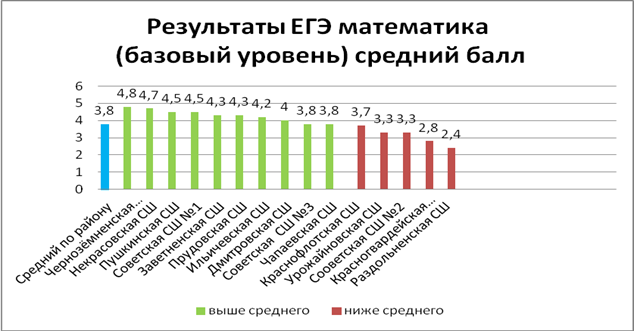 Результаты ЕГЭ математика
(базовый уровень) средний балл
6
5
4
3
2
1
0
3,8
4,8
4,7
4,5
4,5
4,3
4,3
4,2
4
3,8
3,8
3,7
3,3
3,3
2,8
2,4
Средний по району
Чернозёмненская...
Некрасовская СШ
Пушкинская СШ
Советская СШ №1
Заветненская СШ
Прудовская СШ
Ильичевская СШ
Дмитровская СШ
Советская СШ №3
Чапаевская СШ
Краснофлотская СШ
Урожайновская СШ
Сооветская СШ №2
Красногвардейская...
Раздольненская СШ
выше среднего
ниже среднего